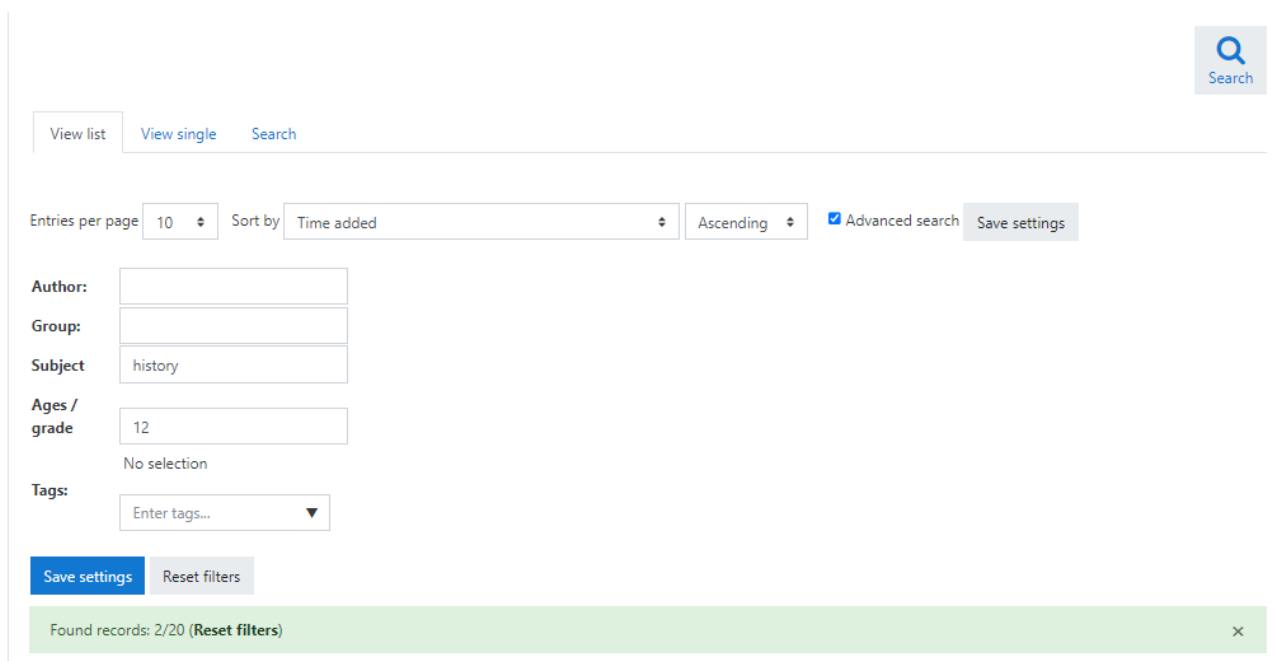 Search
View list View single Search
Entries per page 10 Sort by Time added Ascending Advanced search Save settings
Author:
Group:
Subject history
Ages /
grade 12
No selection
Tags:
Enter tags...
Save settings Reset filters
Found records: 2/20 (Reset filters) ×